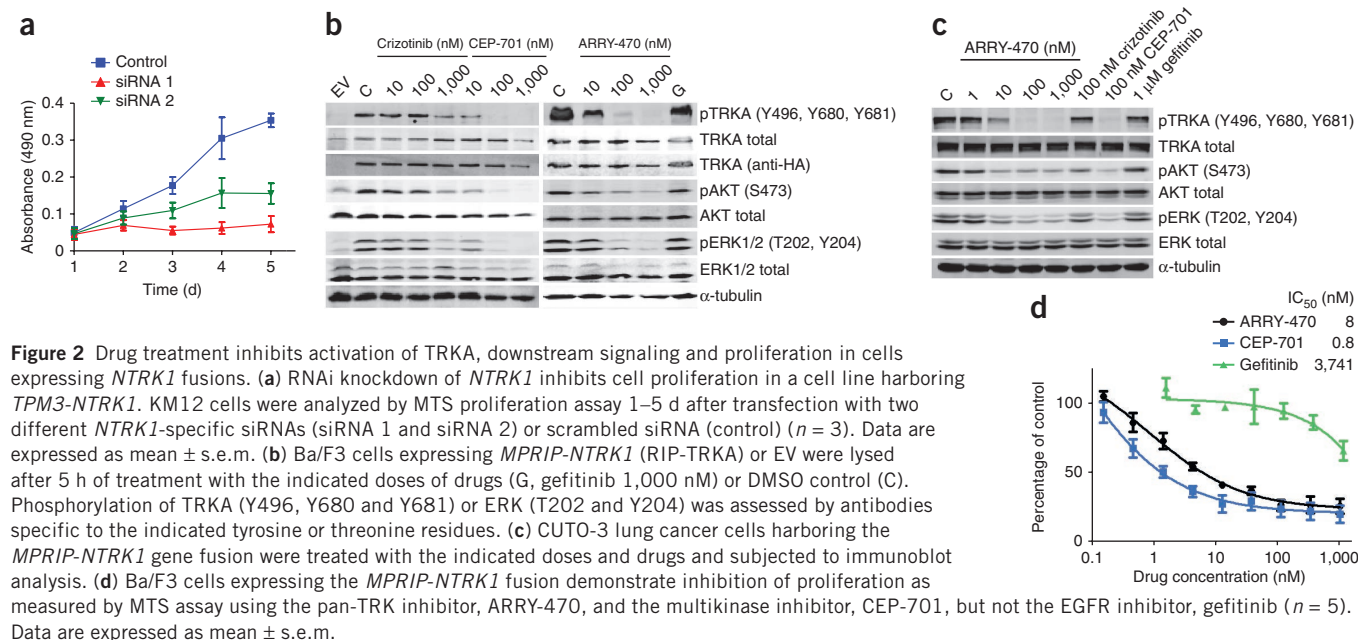 a
Control
siRNA 1
siRNA 2
Absorbance (490 nm)
0.4
0.3
0.2
0.1
0
1 2 3 4 5
Time (d)
b
Crizotinib (nM) CEP-701 (nM) ARRY-470 (nM)
EV C 10 100 1,000 10 100 1,000 C 10 100 1,000 G
pTRKA (Y496, Y680, Y681)
TRKA total
TRKA (anti-HA)
pAKT (S473)
AKT total
pERK1/2 (T202, Y204)
ERK1/2 total
α-tubulin
c
ARRY-470 (nM)
C 1 10 100 1,000 100 nM crizotinib 100 nM CEP-701 1 μM gefitinib
pTRKA (Y496, Y680, Y681)
TRKA total
pAKT (S473)
AKT total
pERK (T202, Y204)
ERK total
α-tubulin
d
IC50 (nM)
ARRY-470 8
CEP-701 0.8
Gefitinib 3,741
Percentage of control
100
50
0
0.1 1 10 100 1,000
Drug concentration (nM)
Figure 2 Drug treatment inhibits activation of TRKA, downstream signaling and proliferation in cells
expressing NTRK1 fusions. (a) RNAi knockdown of NTRK1 inhibits cell proliferation in a cell line harboring
TPM3-NTRK1. KM12 cells were analyzed by MTS proliferation assay 1–5 d after transfection with two
different NTRK1-specific siRNAs (siRNA 1 and siRNA 2) or scrambled siRNA (control) (n = 3). Data are
expressed as mean ± s.e.m. (b) Ba/F3 cells expressing MPRIP-NTRK1 (RIP-TRKA) or EV were lysed
after 5 h of treatment with the indicated doses of drugs (G, gefitinib 1,000 nM) or DMSO control (C).
Phosphorylation of TRKA (Y496, Y680 and Y681) or ERK (T202 and Y204) was assessed by antibodies
specific to the indicated tyrosine or threonine residues. (c) CUTO-3 lung cancer cells harboring the
MPRIP-NTRK1 gene fusion were treated with the indicated doses and drugs and subjected to immunoblot
analysis. (d) Ba/F3 cells expressing the MPRIP-NTRK1 fusion demonstrate inhibition of proliferation as
measured by MTS assay using the pan-TRK inhibitor, ARRY-470, and the multikinase inhibitor, CEP-701, but not the EGFR inhibitor, gefitinib (n = 5).
Data are expressed as mean ± s.e.m.